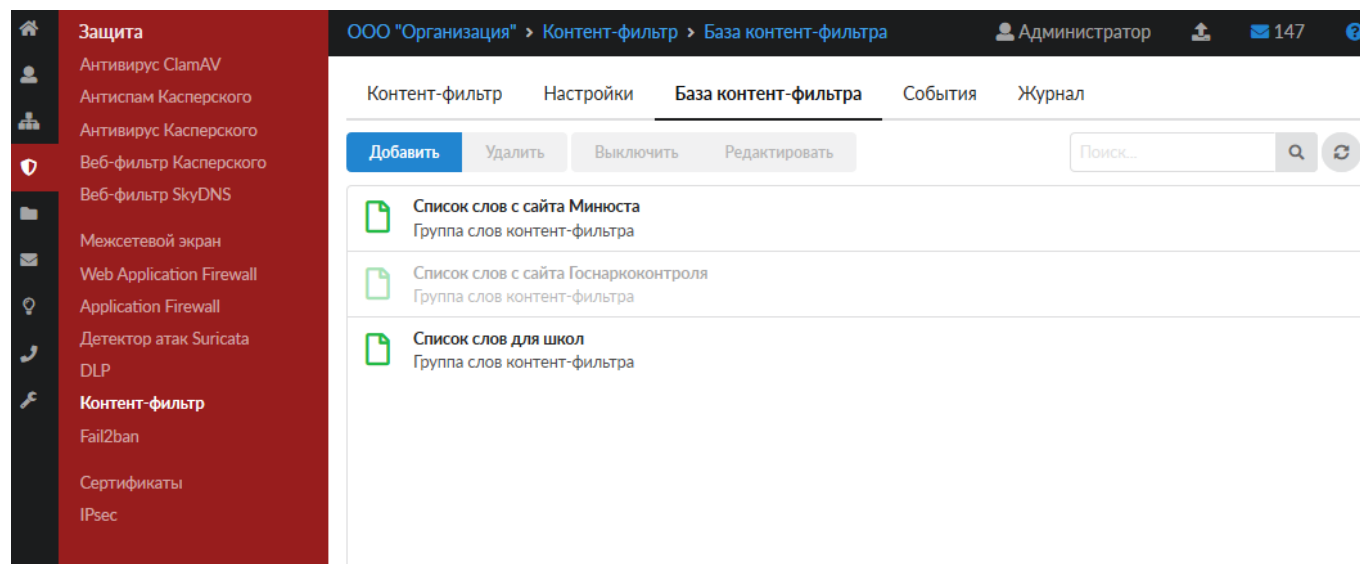 Защита
Антивирус ClamAV
Антиспам Касперского
Антивирус Касперского
Веб-фильтр Касперского
Веб-фильтр SkyDNS
Межсетевой экран
Web Application Firewall
Application Firewall
Детектор атак Suricata
DLP
Контент-фильтр
Fail2ban
Сертификаты
IPsec
ООО "Организация" > Контент-фильтр > База контент-фильтра
Администратор
147
?
Контент-фильтр Настройки База контент-фильтра События Журнал
Добавить Удалить Выключить Редактировать Поиск...
Список слов с сайта Минюста
Группа слов контент-фильтра
Список слов с сайта Госнаркоконтроля
Группа слов контент-фильтра
Список слов для школ
Группа слов контент-фильтра